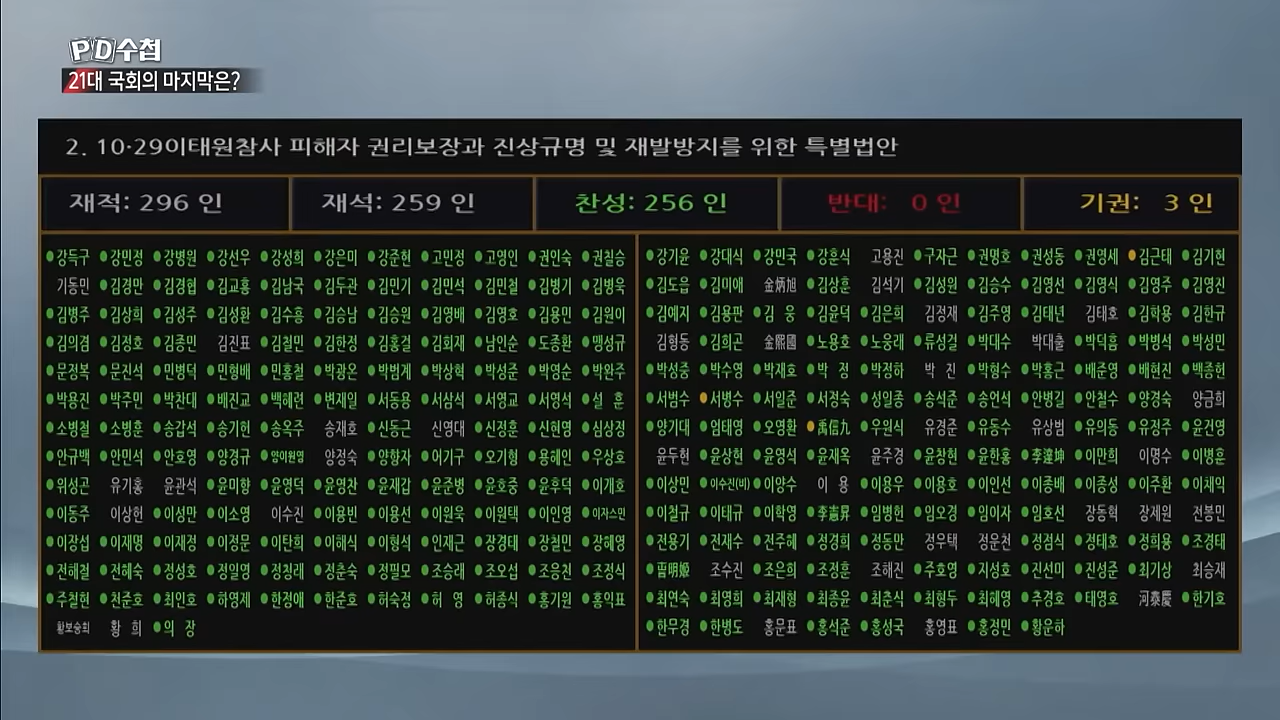 PD수첩
21대 국회의 마지막은?
2. 10·29이태원참사 피해자 권리보장과 진상규명 및 재발방지를 위한 특별법안
재적: 296 인 재석: 259 인 찬성: 256 인 반대: 0 인 기권: 3 인
강득구 강민정 강병원 강선우 강성희 강은미 강준현 고민정 고영인 권인숙 권칠승
기동민 김경만 김경협 김교흥 김남국 김두관 김민기 김민석 김민철 김병기 김병욱
김병주 김상희 김성주 김성환 김수흥 김승남 김승원 김영배 김영호 김용민 김원이
김의겸 김정호 김종민 김진표 김철민 김한정 김홍걸 김회재 남인순 도종환 맹성규
문정복 문진석 민병덕 민형배 민홍철 박광온 박범계 박상혁 박성준 박영순 박완주
박용진 박주민 박찬대 배진교 백혜련 변재일 서동용 서삼석 서영교 서영석 설 훈
소병철 소병훈 송갑석 송기헌 송옥주 송재호 신동근 신영대 신정훈 신현영 심상정
안규백 안민석 안호영 양경규 양이원영 양정숙 양향자 어기구 오기형 용혜인 우상호
위성곤 유기홍 윤관석 윤미향 윤영덕 윤영찬 윤재갑 윤준병 윤호중 윤후덕 이개호
이동주 이상헌 이성만 이소영 이수진 이용빈 이용선 이원욱 이원택 이인영 이자스민
이장섭 이재명 이재정 이정문 이탄희 이해식 이형석 인재근 장경태 장철민 장혜영
전해철 전혜숙 정성호 정일영 정청래 정춘숙 정필모 조승래 조오섭 조응천 조정식
주철현 천준호 최인호 하영제 한정애 한준호 허숙정 허 영 허종식 홍기원 홍익표
황보승희 황 희 의 장
강기윤 강대식 강민국 강훈식 고용진 구자근 권명호 권성동 권영세 김근태 김기현
김도읍 김미애 金炳旭 김상훈 김석기 김성원 김승수 김영선 김영식 김영주 김영진
김예지 김용판 김 웅 김윤덕 김은희 김정재 김주영 김태년 김태호 김학용 김한규
김형동 김희곤 金熙國 노용호 노웅래 류성걸 박대수 박대출 박덕흠 박병석 박성민
박성중 박수영 박재호 박 정 박정하 박 진 박형수 박홍근 배준영 배현진 백종헌
서범수 서병수 서일준 서정숙 성일종 송석준 송언석 안병길 안철수 양경숙 양금희
양기대 엄태영 오영환 禹信九 우원식 유경준 유동수 유상범 유의동 유정주 윤건영
윤두현 윤상현 윤영석 윤재옥 윤주경 윤창현 윤한홍 李達坤 이만희 이명수 이병훈
이상민 이수진(비) 이양수 이 용 이용우 이용호 이인선 이종배 이종성 이주환 이채익
이철규 이태규 이학영 李憲昇 임병헌 임오경 임이자 임호선 장동혁 장제원 전봉민
전용기 전재수 전주혜 정경희 정동만 정우택 정운천 정점식 정태호 정희용 조경태
曺明姬 조수진 조은희 조정훈 조해진 주호영 지성호 진선미 진성준 최기상 최승재
최연숙 최영희 최재형 최종윤 최춘식 최형두 최혜영 추경호 태영호 河泰慶 한기호
한무경 한병도 홍문표 홍석준 홍성국 홍영표 홍정민 황운하